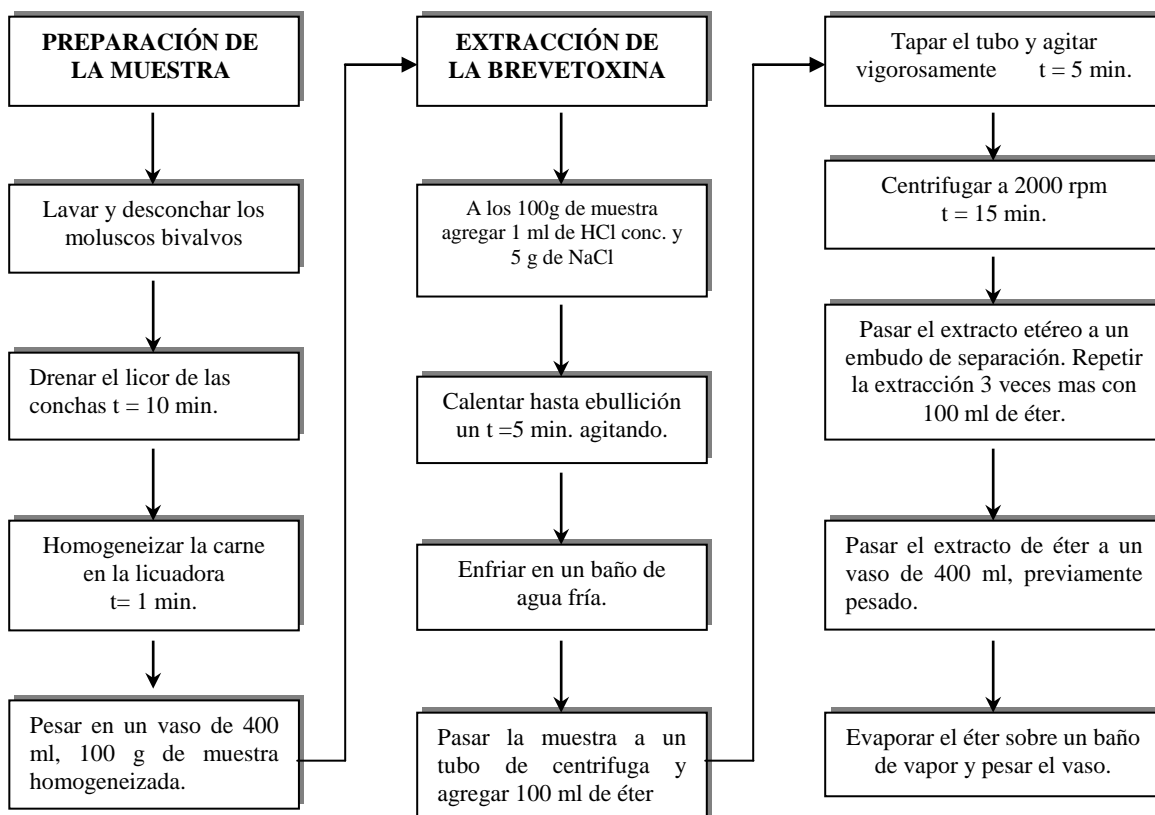 PREPARACIÓN DE
LA MUESTRA
Lavar y desconchar los
moluscos bivalvos
Drenar el licor de las
conchas t = 10 min.
Homogeneizar la carne
en la licuadora
t= 1 min.
Pesar en un vaso de 400
ml, 100 g de muestra
homogeneizada.
EXTRACCIÓN DE
LA BREVETOXINA
A los 100g de muestra
agregar 1 ml de HCl conc. y
5 g de NaCl
Calentar hasta ebullición
un t =5 min. agitando.
Enfriar en un baño de
agua fría.
Pasar la muestra a un
tubo de centrifuga y
agregar 100 ml de éter
Tapar el tubo y agitar
vigorosamente t = 5 min.
Centrifugar a 2000 rpm
t = 15 min.
Pasar el extracto etéreo a un
embudo de separación. Repetir
la extracción 3 veces mas con
100 ml de éter.
Pasar el extracto de éter a un
vaso de 400 ml, previamente
pesado.
Evaporar el éter sobre un baño
de vapor y pesar el vaso.